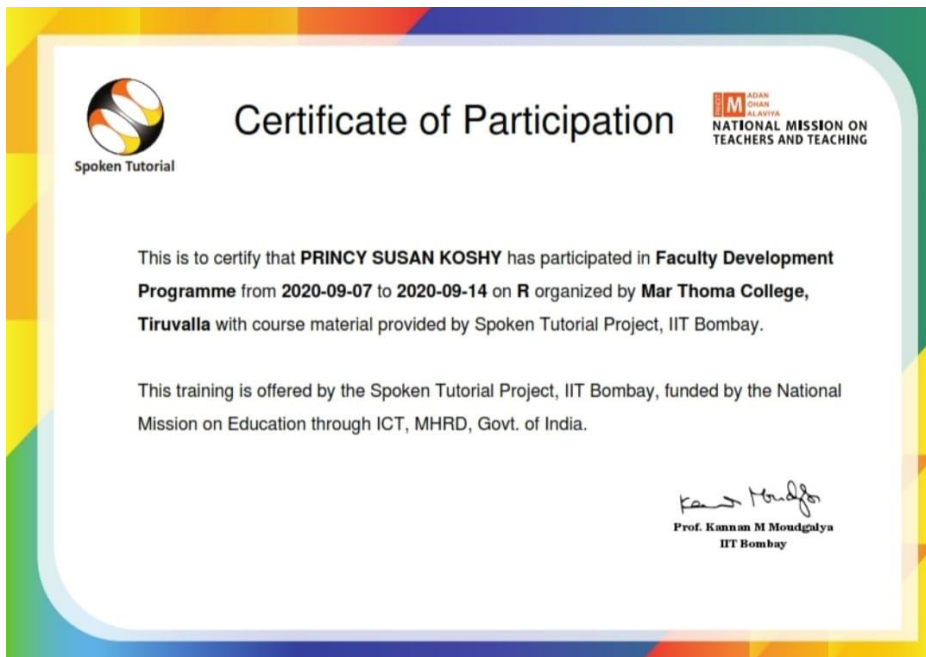 Spoken Tutorial
Certificate of Participation
MADAN
MOHAN
MALAVIYA
NATIONAL MISSION ON
TEACHERS AND TEACHING
This is to certify that PRINCY SUSAN KOSHY has participated in Faculty Development
Programme from 2020-09-07 to 2020-09-14 on R organized by Mar Thoma College,
Tiruvalla with course material provided by Spoken Tutorial Project, IIT Bombay.
This training is offered by the Spoken Tutorial Project, IIT Bombay, funded by the National
Mission on Education through ICT, MHRD, Govt. of India.
Prof. Kannan M Moudgalya
IIT Bombay